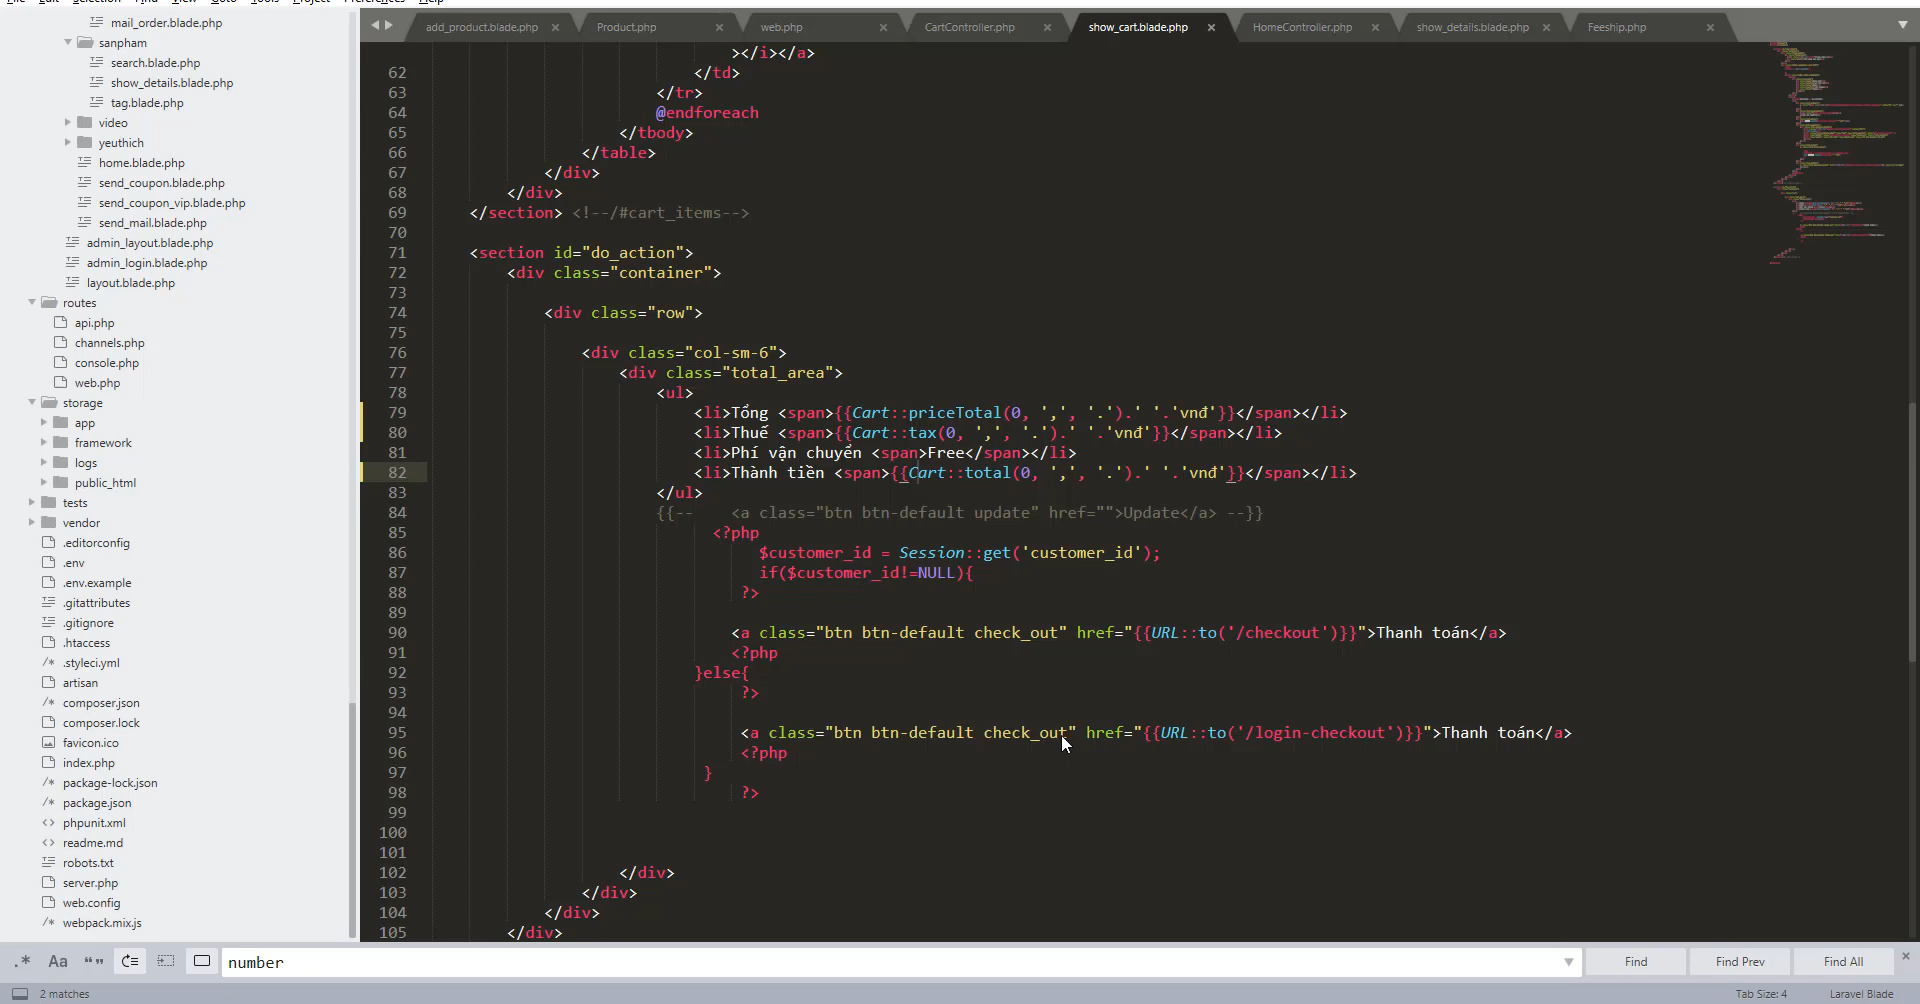 File Edit Selection Find View Goto Tools Project Preferences Help
mail_order.blade.php
sanpham
search.blade.php
show_details.blade.php
tag.blade.php
video
yeuthich
home.blade.php
send_coupon.blade.php
send_coupon_vip.blade.php
send_mail.blade.php
admin_layout.blade.php
admin_login.blade.php
layout.blade.php
routes
api.php
channels.php
console.php
web.php
storage
app
framework
logs
public_html
tests
vendor
.editorconfig
.env
.env.example
.gitattributes
.gitignore
.htaccess
.styleci.yml
artisan
composer.json
composer.lock
favicon.ico
index.php
package-lock.json
package.json
phpunit.xml
readme.md
robots.txt
server.php
web.config
webpack.mix.js
add_product.blade.php × Product.php × web.php × CartController.php × show_cart.blade.php × HomeController.php × show_details.blade.php × Feeship.php ×
></i></a>
62 </td>
63 </tr>
64 @endforeach
65 </tbody>
66 </table>
67 </div>
68 </div>
69 </section> <!--/#cart_items-->
70
71 <section id="do_action">
72 <div class="container">
73
74 <div class="row">
75
76 <div class="col-sm-6">
77 <div class="total_area">
78 <ul>
79 <li>Tổng <span>{{Cart::priceTotal(0, ',', '.').' '.'vnđ'}}</span></li>
80 <li>Thuế <span>{{Cart::tax(0, ',', '.').' '.'vnđ'}}</span></li>
81 <li>Phí vận chuyển <span>Free</span></li>
82 <li>Thành tiền <span>{{Cart::total(0, ',', '.').' '.'vnđ'}}</span></li>
83 </ul>
84 {{-- <a class="btn btn-default update" href="">Update</a> --}}
85 <?php
86 $customer_id = Session::get('customer_id');
87 if($customer_id!=NULL){
88 ?>
89
90 <a class="btn btn-default check_out" href="{{URL::to('/checkout')}}">Thanh toán</a>
91 <?php
92 }else{
93 ?>
94
95 <a class="btn btn-default check_out" href="{{URL::to('/login-checkout')}}">Thanh toán</a>
96 <?php
97 }
98 ?>
99
100
101
102 </div>
103 </div>
104 </div>
105 </div>
.* Aa “” number Find Find Prev Find All ×
2 matches Tab Size: 4 Laravel Blade